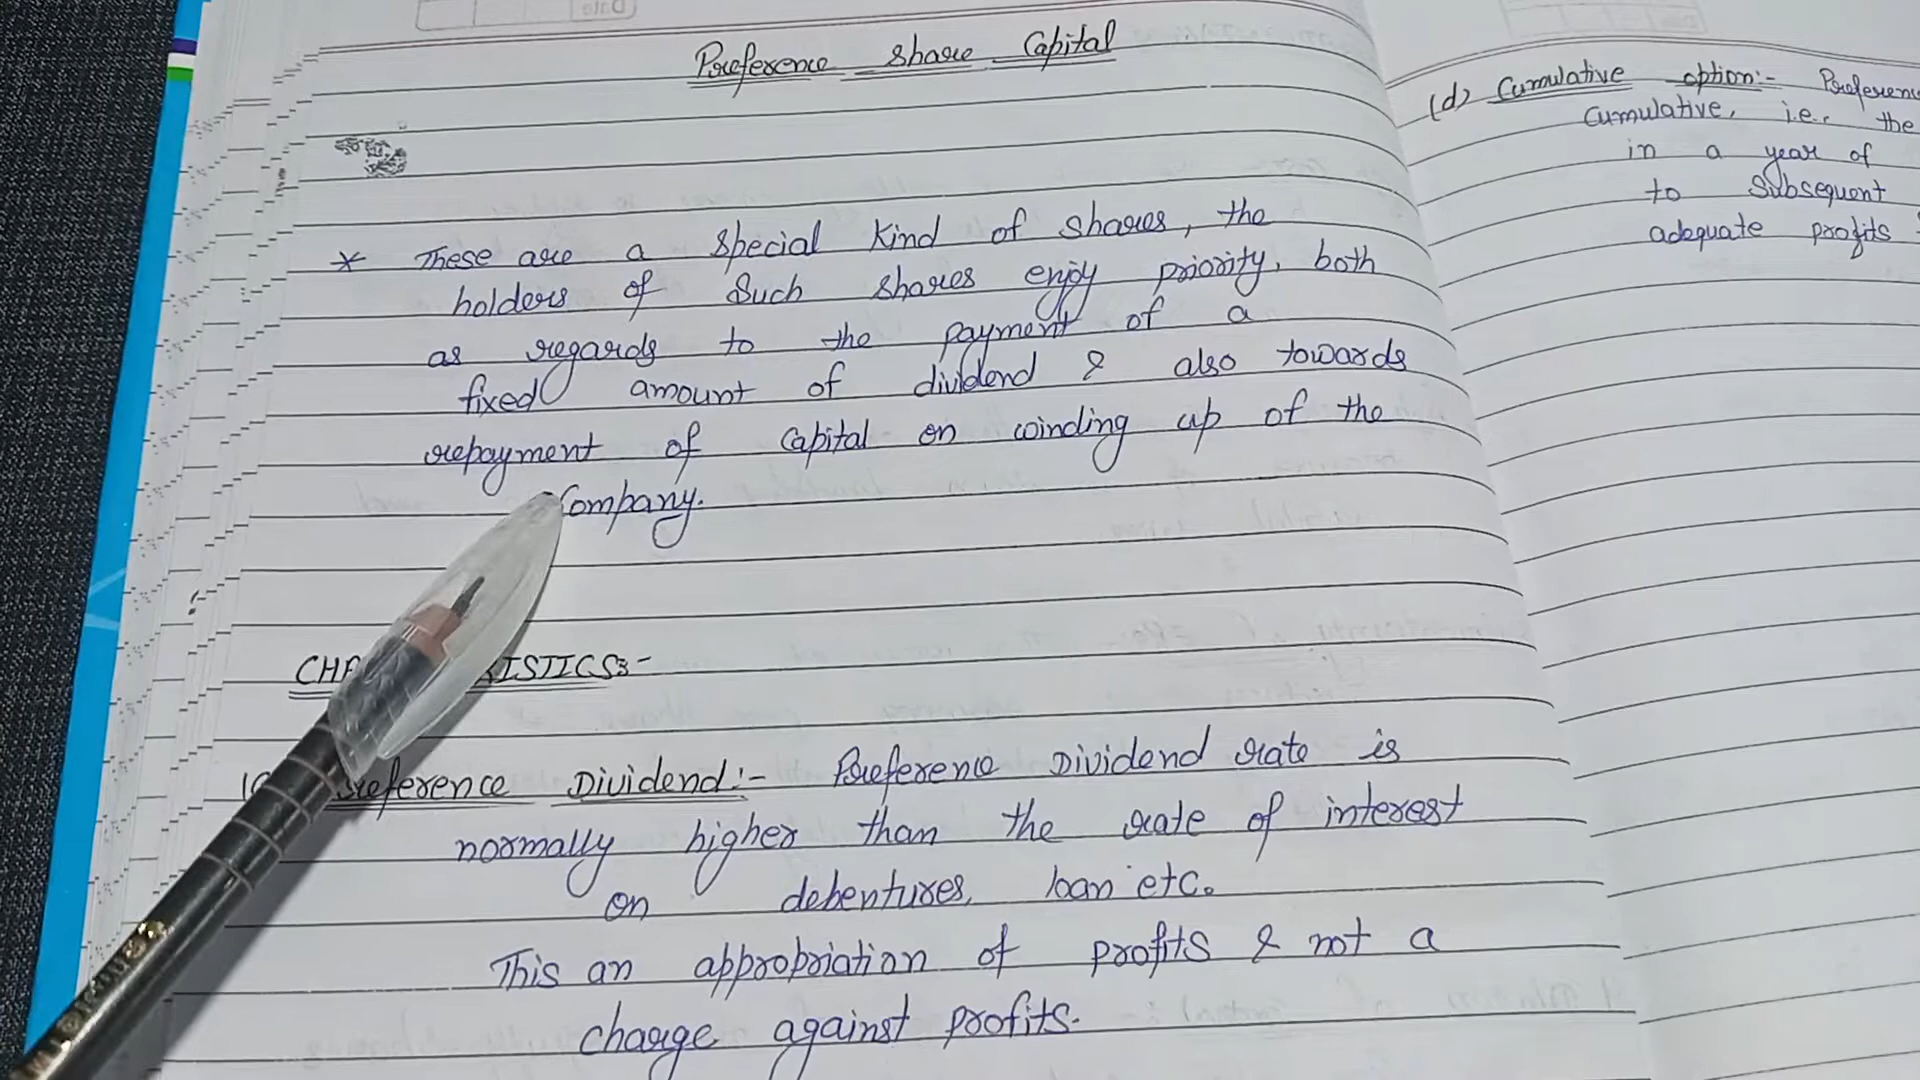 Preference Share Capital
* These are a special kind of shares, the
holders of Such shares enjoy priority, both
as regards to the payment of a
fixed amount of dividend & also towards
repayment of Capital on winding up of the
Company.
CHARACTERISTICS:-
Preference Dividend:- Preference Dividend rate is
normally higher than the rate of interest
on debentures, loan etc.
This an appropriation of profits & not a
charge against profits.
(d) Cumulative option:- Preferenc
Cumulative, i.e., the
in a year of
to Subsequent
adequate profits